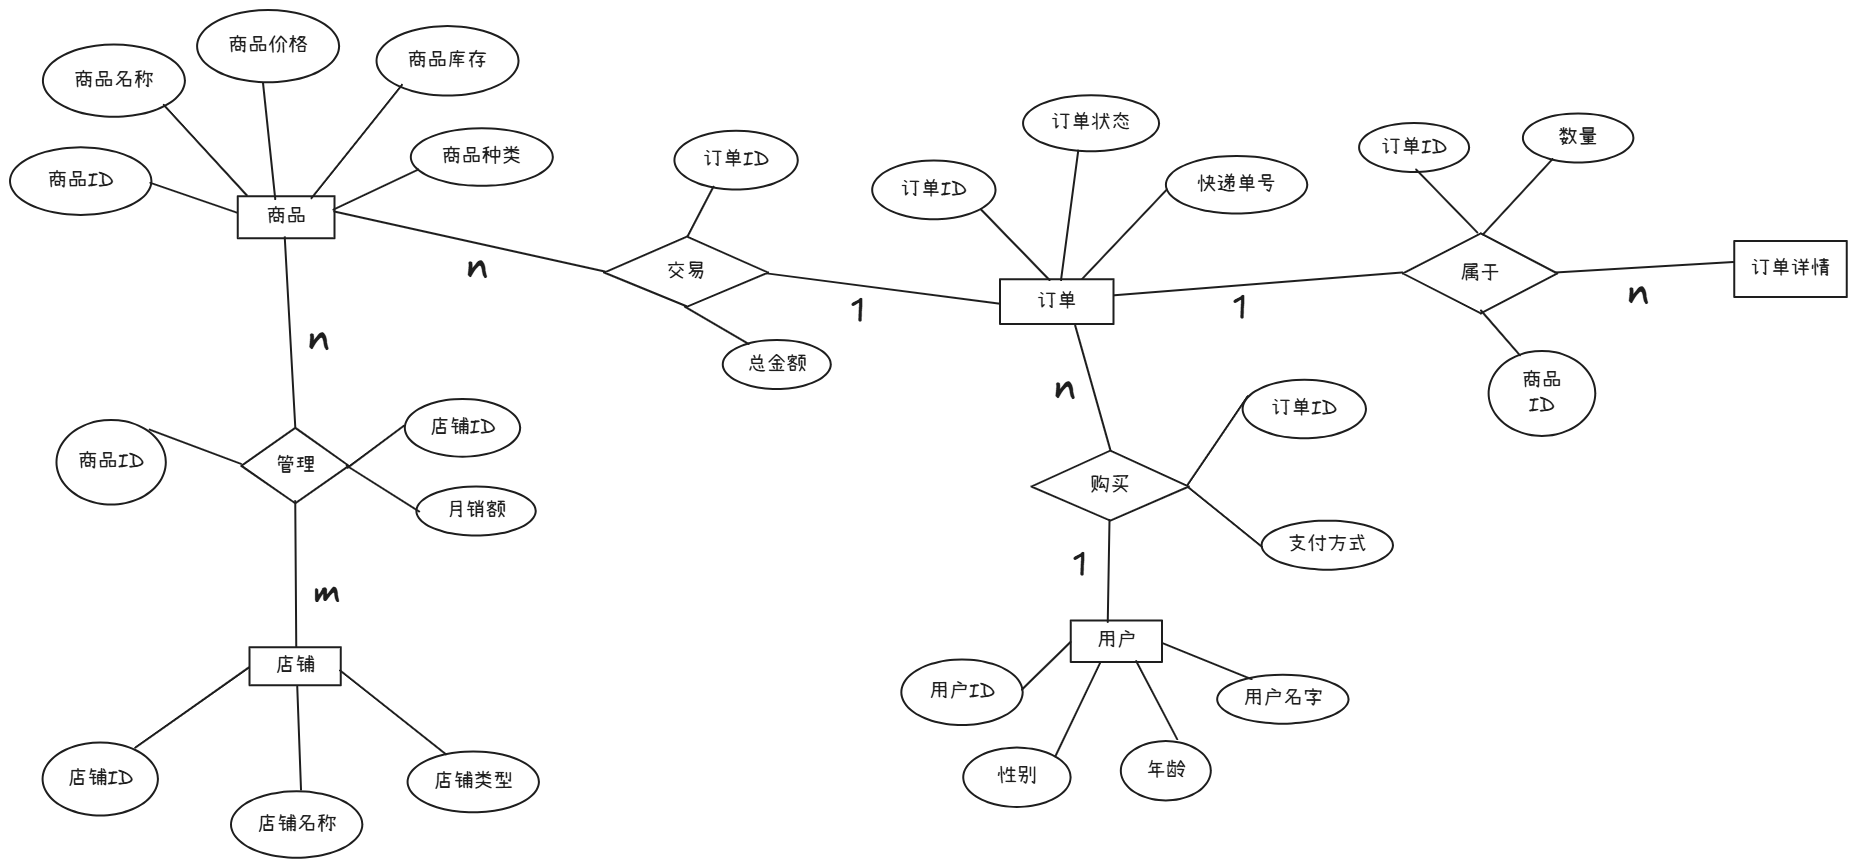 商品价格
商品名称
商品库存
商品种类
商品ID
商品
订单ID
交易
总金额
n
1
订单状态
订单ID
快递单号
订单
订单ID
数量
属于
商品
ID
1
n
订单详情
n
商品ID
管理
店铺ID
月销额
m
店铺
店铺ID
店铺名称
店铺类型
n
购买
订单ID
支付方式
1
用户
用户ID
性别
年龄
用户名字